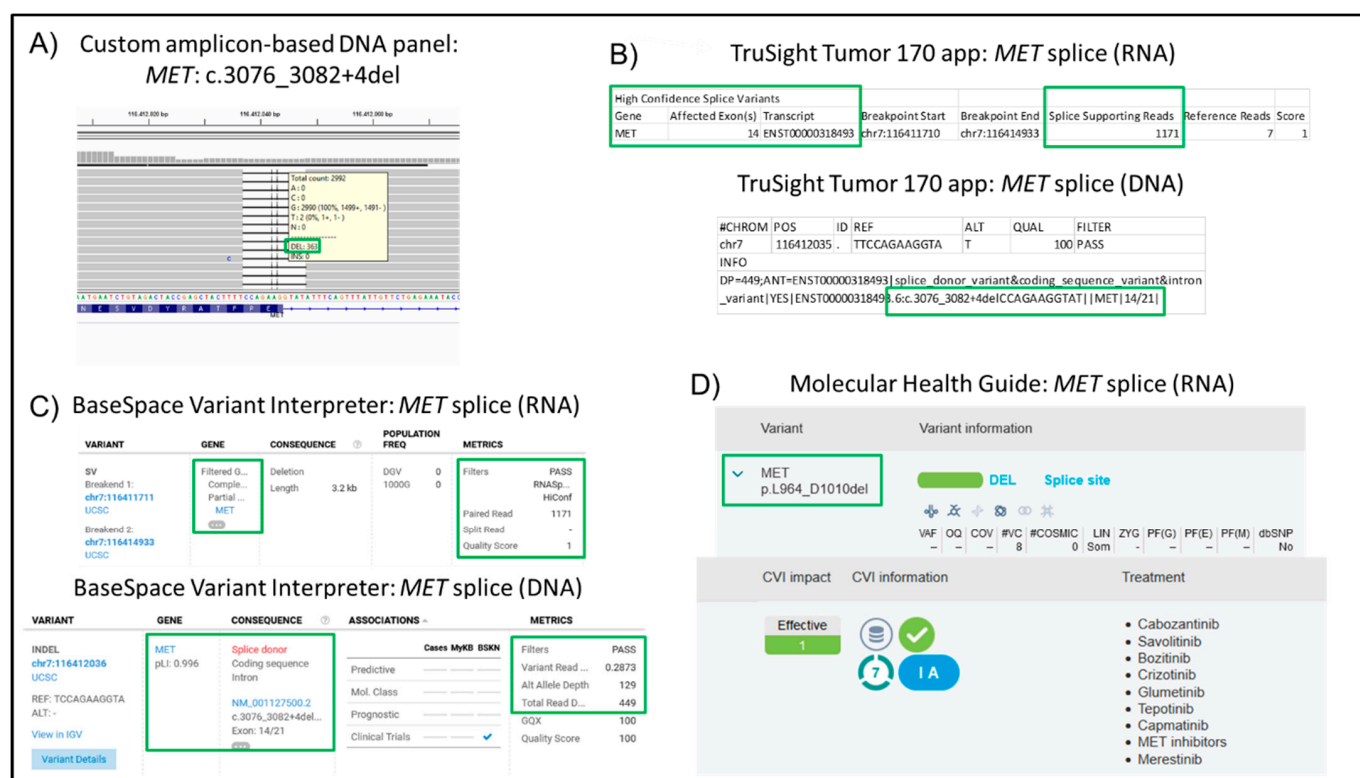 A) Custom amplicon-based DNA panel:
MET: c.3076_3082+4del
116.412.020 bp 116.412.040 bp 116.412.060 bp
Total count: 2992
A : 0
C : 0
G : 2990 (100%, 1499+, 1491- )
T : 2 (0%, 1+, 1- )
N : 0
DEL: 363
INS: 0
C
AATGAATCTGTAGACTACCGAGCTACTTTTCCAGAAGGTATATTTCAGTTTATTGTTCTGAGAAATACC
N E S V D Y R A T F P E
MET
B) TruSight Tumor 170 app: MET splice (RNA)
High Confidence Splice Variants
Gene Affected Exon(s) Transcript Breakpoint Start Breakpoint End Splice Supporting Reads Reference Reads Score
MET 14 ENST00000318493 chr7:116411710 chr7:116414933 1171 7 1
TruSight Tumor 170 app: MET splice (DNA)
#CHROM POS ID REF ALT QUAL FILTER
chr7 116412035 . TTCCAGAAGGTA T 100 PASS
INFO
DP=449;ANT=ENST00000318493|splice_donor_variant&coding_sequence_variant&intron
_variant|YES|ENST00000318493.6:c.3076_3082+4delCCAGAAGGTAT||MET|14/21|
C) BaseSpace Variant Interpreter: MET splice (RNA)
VARIANT GENE CONSEQUENCE ? POPULATION FREQ METRICS
SV Filtered G... Deletion DGV 0 Filters PASS
Breakend 1: Comple... Length 3.2 kb 1000G 0 RNASp...
chr7:116411711 Partial ... HiConf
UCSC MET Paired Read 1171
... Split Read -
Breakend 2: Quality Score 1
chr7:116414933
UCSC
BaseSpace Variant Interpreter: MET splice (DNA)
VARIANT GENE CONSEQUENCE ? ASSOCIATIONS METRICS
INDEL MET Splice donor Cases MyKB BSKN Filters PASS
chr7:116412036 pLI: 0.996 Coding sequence Predictive Variant Read ... 0.2873
UCSC Intron Mol. Class Alt Allele Depth 129
REF: TCCAGAAGGTA NM_001127500.2 Prognostic Total Read D... 449
ALT: - c.3076_3082+4del... Clinical Trials GQX 100
View in IGV Exon: 14/21 Quality Score 100
... 
Variant Details
D) Molecular Health Guide: MET splice (RNA)
Variant Variant information
MET DEL Splice site
p.L964_D1010del
VAF OQ COV #VC #COSMIC LIN ZYG PF(G) PF(E) PF(M) dbSNP
– – – 8 0 Som – – – – No
CVI impact CVI information Treatment
Effective
1
7 I A
• Cabozantinib
• Savolitinib
• Bozitinib
• Crizotinib
• Glumetinib
• Tepotinib
• Capmatinib
• MET inhibitors
• Merestinib